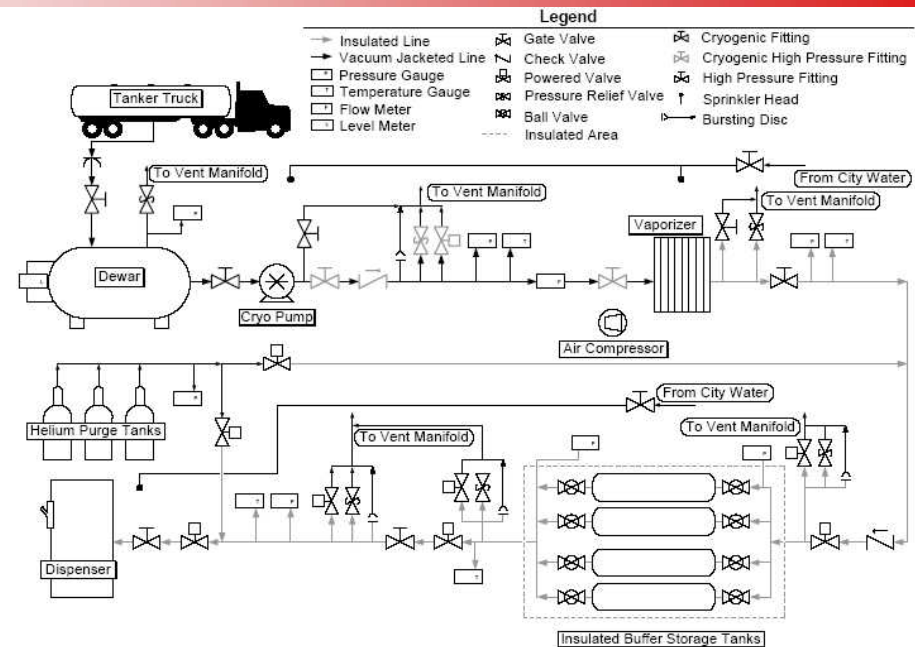 Legend
Insulated Line
Vacuum Jacketed Line
Pressure Gauge
Temperature Gauge
Flow Meter
Level Meter
Gate Valve
Check Valve
Powered Valve
Pressure Relief Valve
Ball Valve
Insulated Area
Cryogenic Fitting
Cryogenic High Pressure Fitting
High Pressure Fitting
Sprinkler Head
Bursting Disc
Tanker Truck
To Vent Manifold
To Vent Manifold
From City Water
To Vent Manifold
Vaporizer
Dewar
Cryo Pump
Air Compressor
From City Water
Helium Purge Tanks
To Vent Manifold
To Vent Manifold
Dispenser
Insulated Buffer Storage Tanks